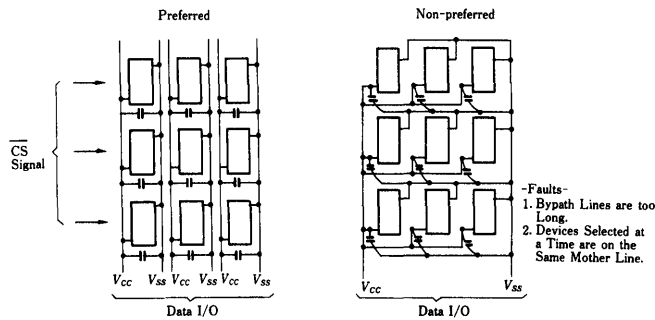 Preferred
Non-preferred
CS
Signal
-Faults-
1. Bypath Lines are too
Long.
2. Devices Selected at
a Time are on the
Same Mother Line.
VCC VSS VCC VSS VCC VSS
VCC VSS
Data I/O
Data I/O